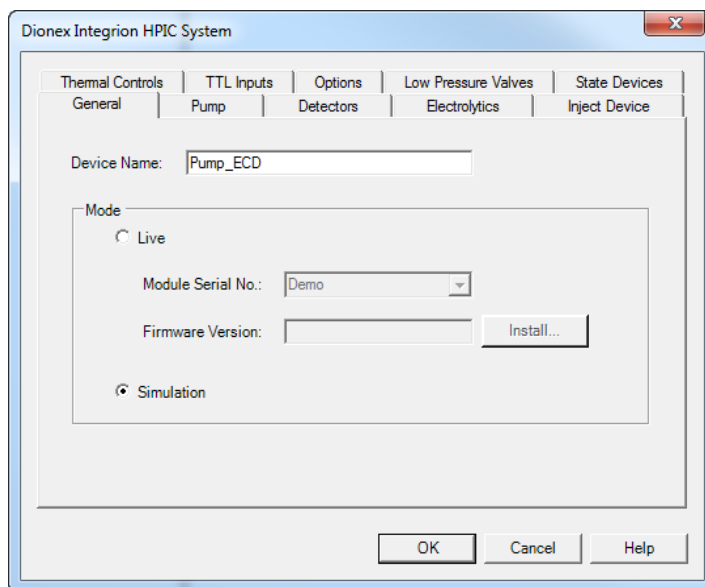 Dionex Integrion HPIC System
Thermal Controls TTL Inputs Options Low Pressure Valves State Devices
General Pump Detectors Electrolytics Inject Device
Device Name: Pump_ECD
Mode
Live
Module Serial No.: Demo
Firmware Version: Install...
Simulation
OK Cancel Help